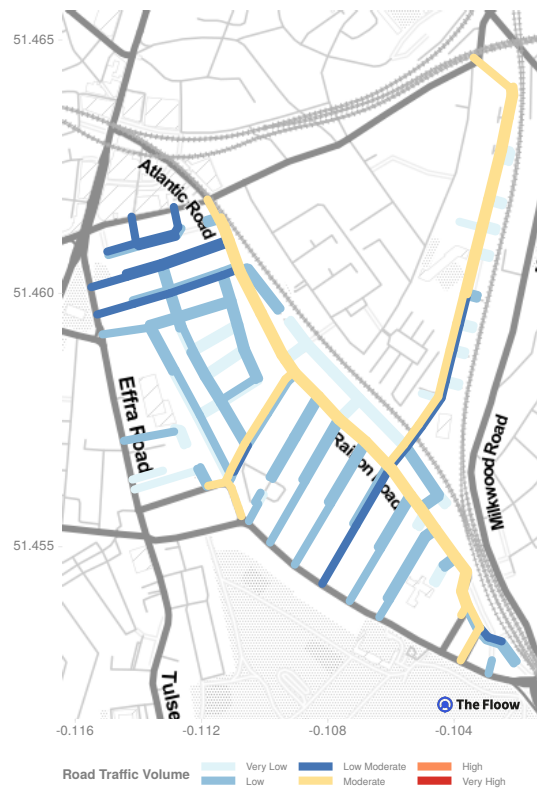 51.465
Atlantic Road
51.460
Effra Road
Railton Road
Milkwood Road
51.455
Tulse
The Floow
-0.116
-0.112
-0.108
-0.104
Road Traffic Volume
Very Low
Low Moderate
High
Low
Moderate
Very High